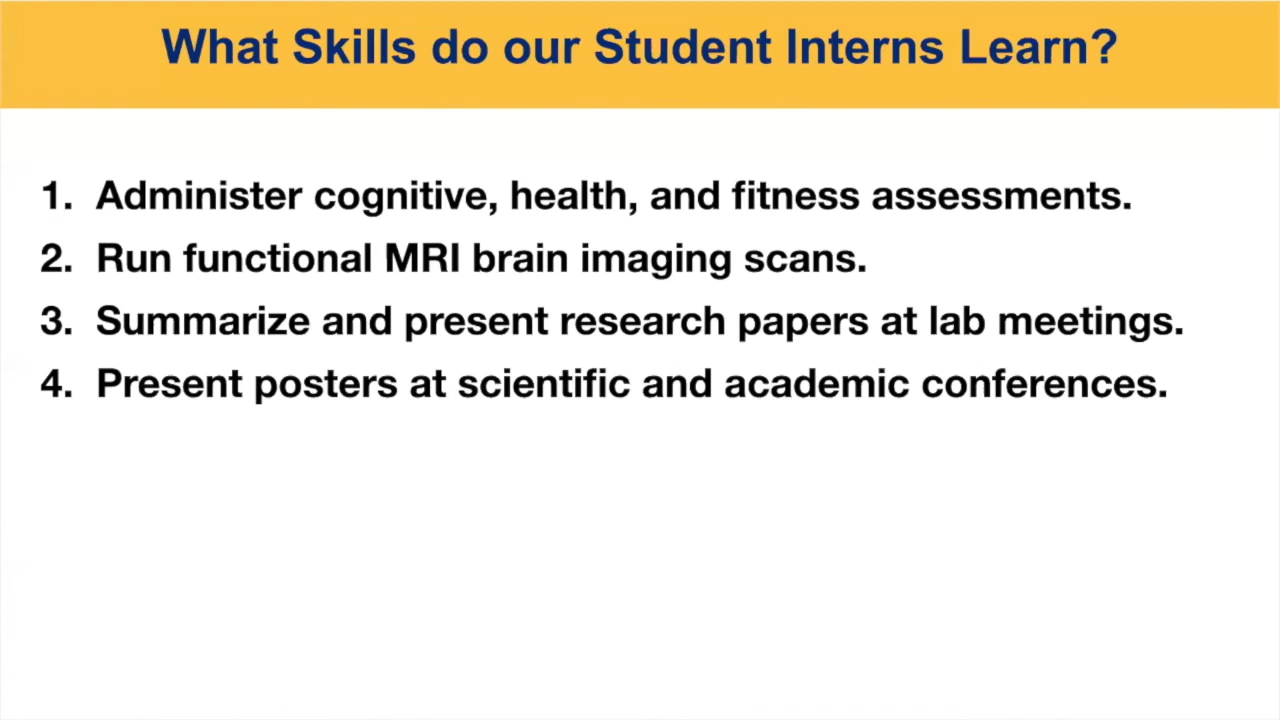 What Skills do our Student Interns Learn?
1. Administer cognitive, health, and fitness assessments.
2. Run functional MRI brain imaging scans.
3. Summarize and present research papers at lab meetings.
4. Present posters at scientific and academic conferences.